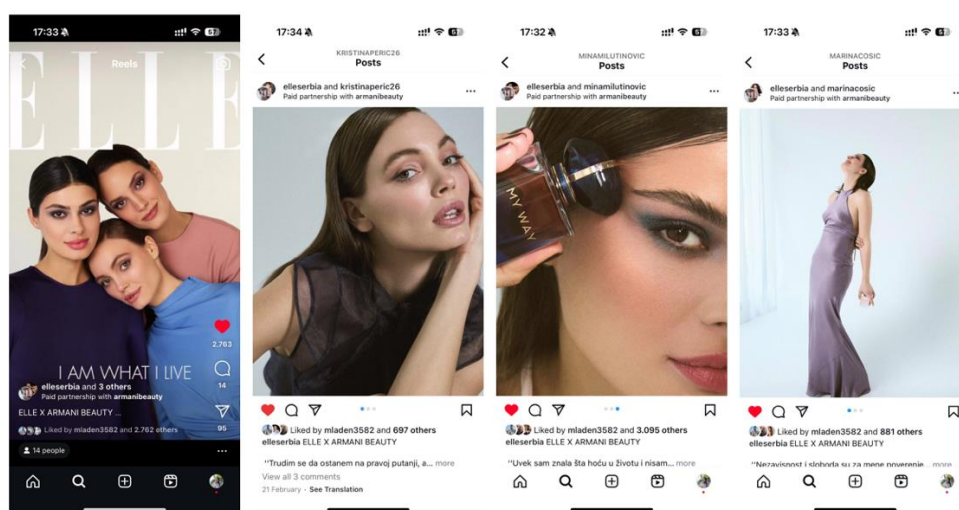 17:33
67
Reels
ELLE
I AM WHAT I LIVE
elleserbia and 3 others
Paid partnership with armanibeauty
ELLE X ARMANI BEAUTY ...
Liked by mladen3582 and 2.762 others
14 people
2.763
14
95
17:34
67
KRISTINAPERIC26
Posts
elleserbia and kristinaperic26
Paid partnership with armanibeauty
Liked by mladen3582 and 697 others
elleserbia ELLE X ARMANI BEAUTY
"Trudim se da ostanem na pravoj putanji, a... more
View all 3 comments
21 February · See Translation
17:32
67
MINAMILUTINOVIC
Posts
elleserbia and minamilutinovic
Paid partnership with armanibeauty
MY WAY
Liked by mladen3582 and 3.095 others
elleserbia ELLE X ARMANI BEAUTY
"Uvek sam znala šta hoću u životu i nisam... more
17:33
67
MARINACOSIC
Posts
elleserbia and marinacosic
Paid partnership with armanibeauty
Liked by mladen3582 and 881 others
elleserbia ELLE X ARMANI BEAUTY
"Nezavisnost i sloboda su za mene poverenje... more